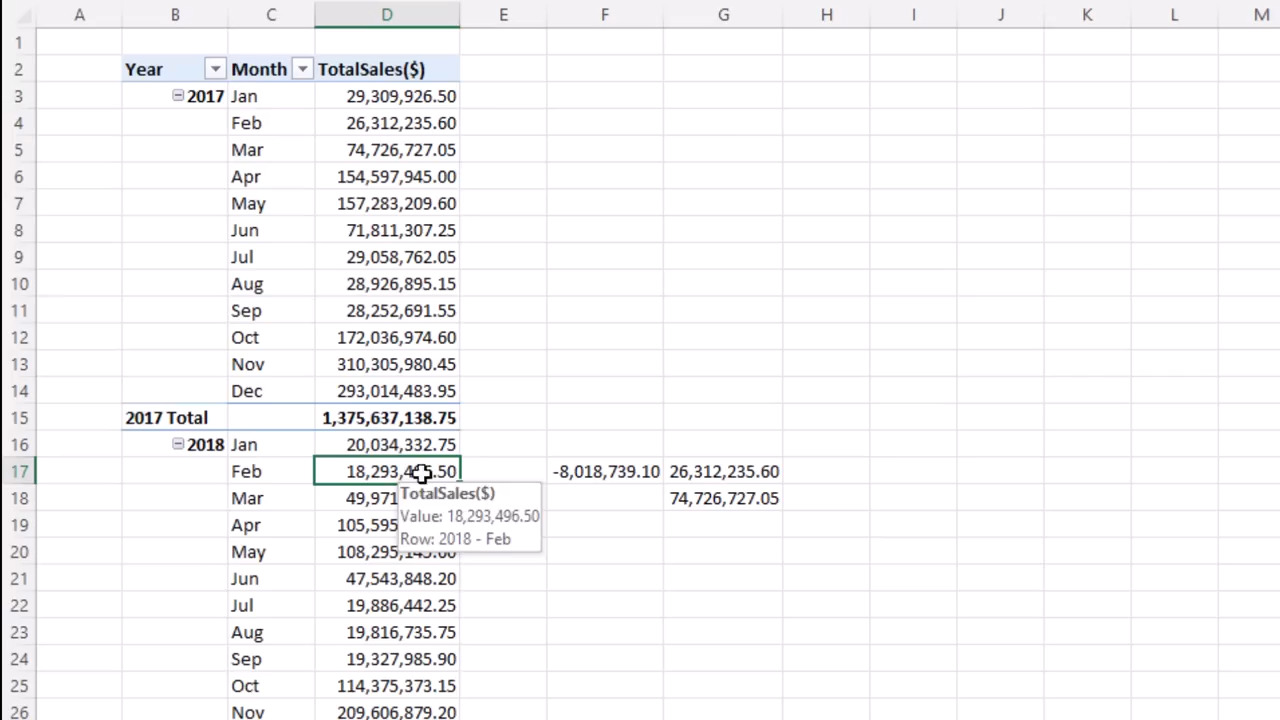 A B C D E F G H I J K L M
1
2 Year Month TotalSales($)
3 2017 Jan 29,309,926.50
4 Feb 26,312,235.60
5 Mar 74,726,727.05
6 Apr 154,597,945.00
7 May 157,283,209.60
8 Jun 71,811,307.25
9 Jul 29,058,762.05
10 Aug 28,926,895.15
11 Sep 28,252,691.55
12 Oct 172,036,974.60
13 Nov 310,305,980.45
14 Dec 293,014,483.95
15 2017 Total 1,375,637,138.75
16 2018 Jan 20,034,332.75
17 Feb -8,018,739.10 26,312,235.60
TotalSales($)
18 Mar 74,726,727.05
Value: 18,293,496.50
19 Apr
Row: 2018 - Feb
20 May
21 Jun 47,543,848.20
22 Jul 19,886,442.25
23 Aug 19,816,735.75
24 Sep 19,327,985.90
25 Oct 114,375,373.15
26 Nov 209,606,879.20